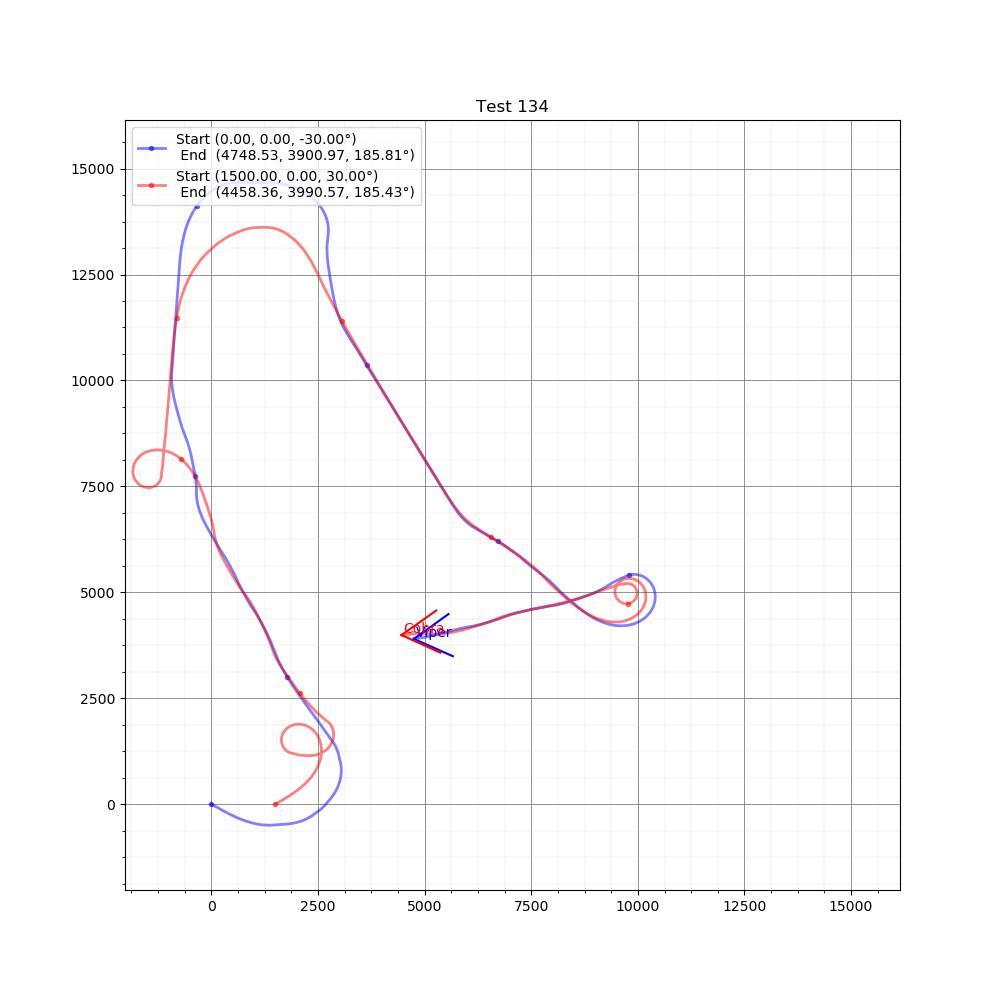 Test 134
Start (0.00, 0.00, -30.00°)
End (4748.53, 3900.97, 185.81°)
Start (1500.00, 0.00, 30.00°)
End (4458.36, 3990.57, 185.43°)
15000
12500
10000
7500
5000
2500
0
0 2500 5000 7500 10000 12500 15000